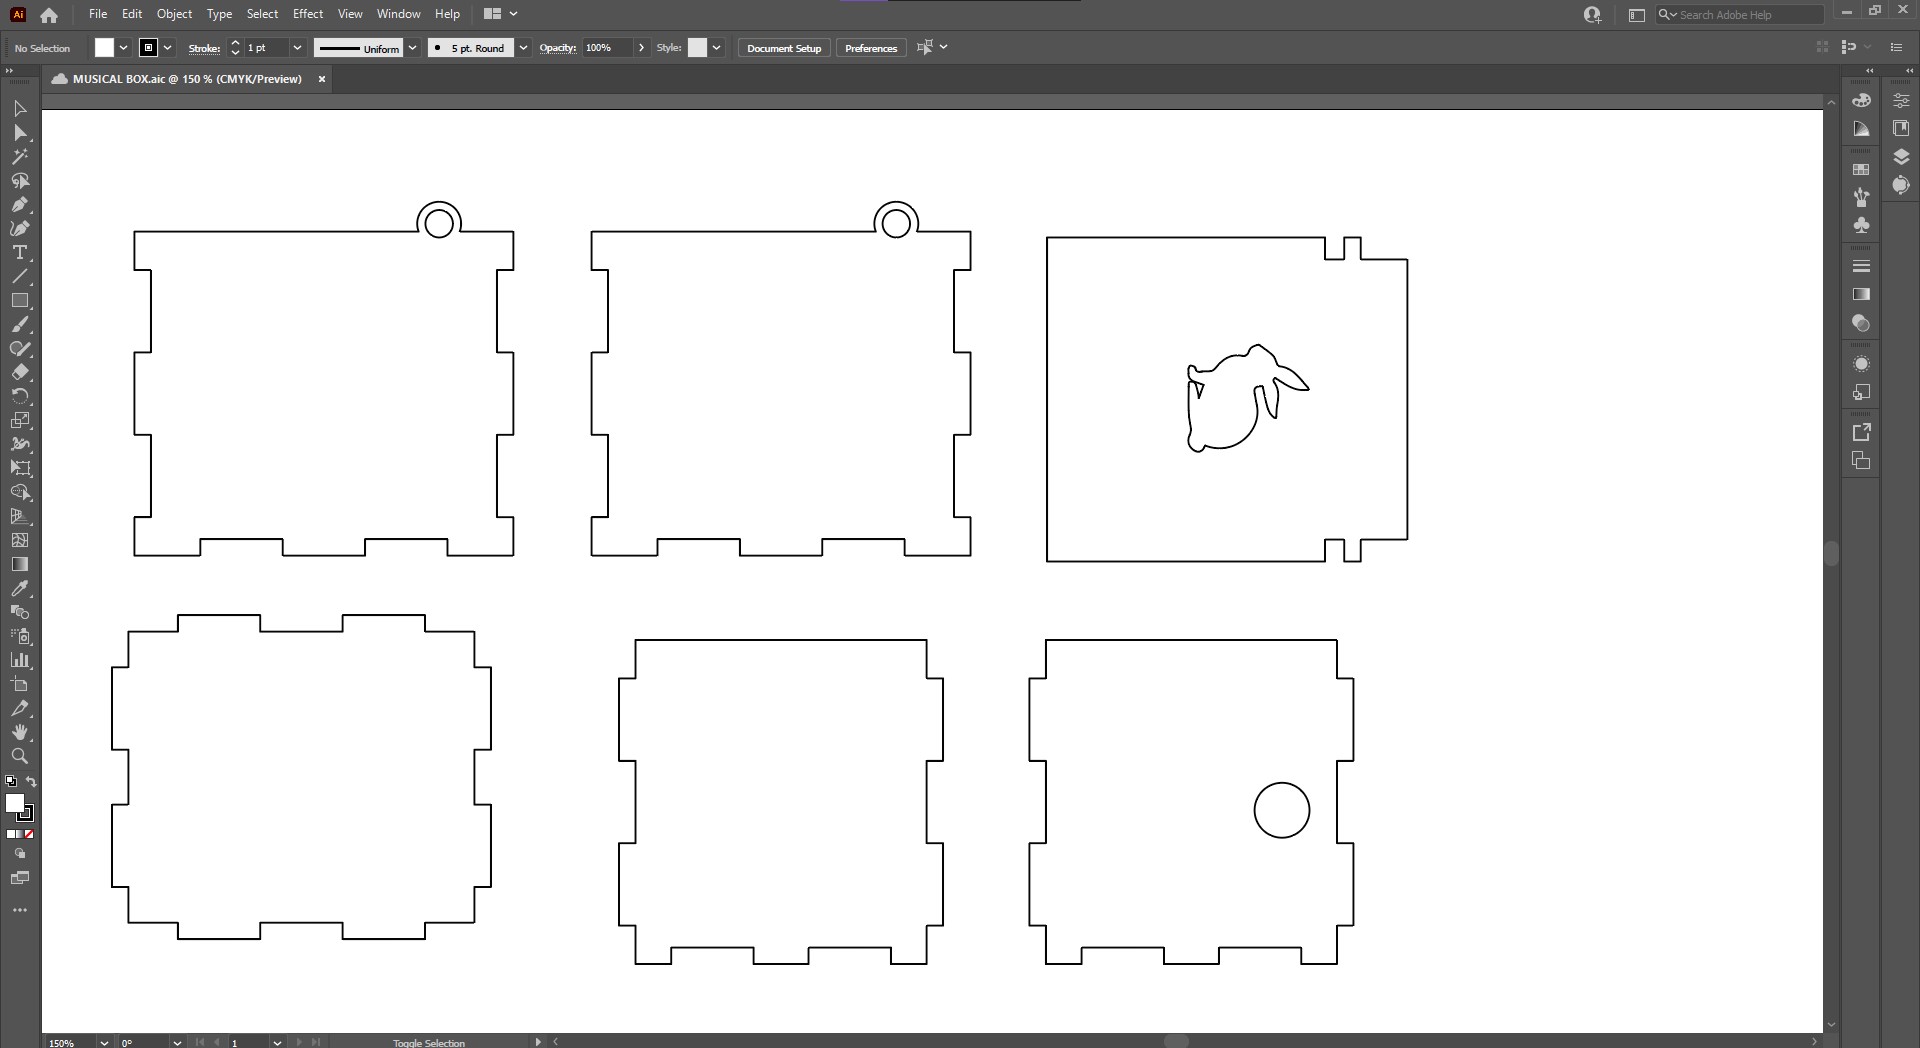 Ai File Edit Object Type Select Effect View Window Help Search Adobe Help
No Selection Stroke: 1 pt Uniform 5 pt. Round Opacity: 100% Style: Document Setup Preferences
MUSICAL BOX.aic @ 150 % (CMYK/Preview) ×
150% 0° 1 Toggle Selection